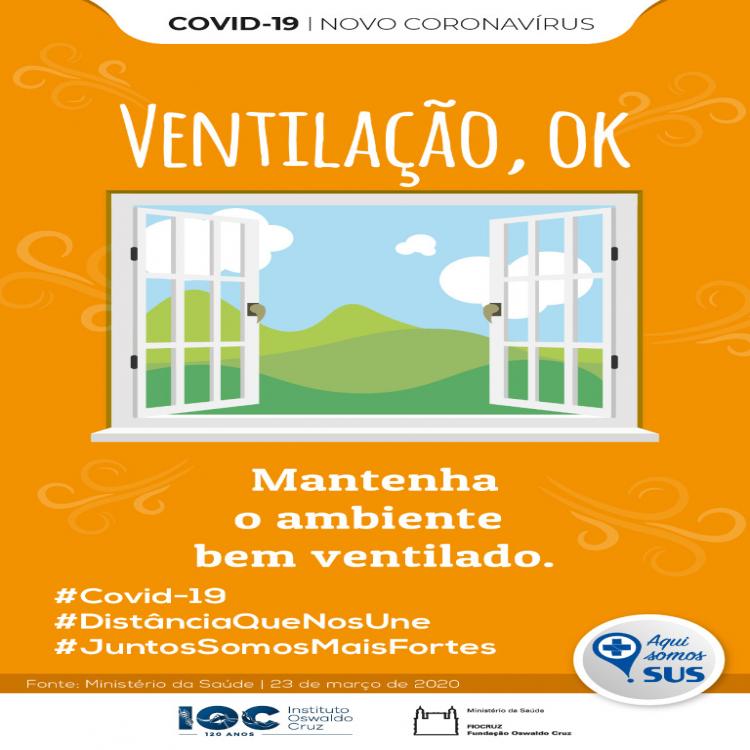 COVID-19 | NOVO CORONAVÍRUS
VENTILAÇÃO, OK
Mantenha
o ambiente
bem ventilado.
#Covid-19
#DistânciaQueNosUne
#JuntosSomosMaisFortes
Aqui
somos
SUS
Fonte: Ministério da Saúde | 23 de março de 2020
IOC
120 ANOS
Instituto
Oswaldo
Cruz
Ministério da Saúde
FIOCRUZ
Fundação Oswaldo Cruz